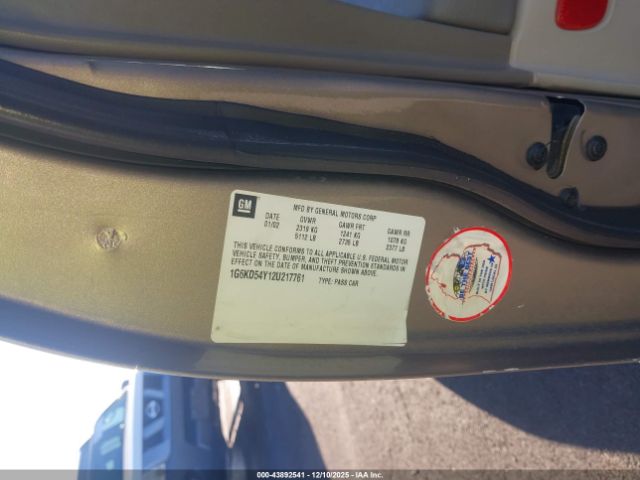 GM
MFD BY GENERAL MOTORS CORP
DATE GVWR GAWR FRT GAWR RR
01/02 2319 KG 1241 KG 1078 KG
5112 LB 2735 LB 2377 LB
THIS VEHICLE CONFORMS TO ALL APPLICABLE U.S. FEDERAL MOTOR
VEHICLE SAFETY, BUMPER, AND THEFT PREVENTION STANDARDS
IN EFFECT ON THE DATE OF MANUFACTURE SHOWN ABOVE.
1G6KD54Y12U217761 TYPE: PASS CAR
000-43892541 - 12/10/2025 - IAA Inc.